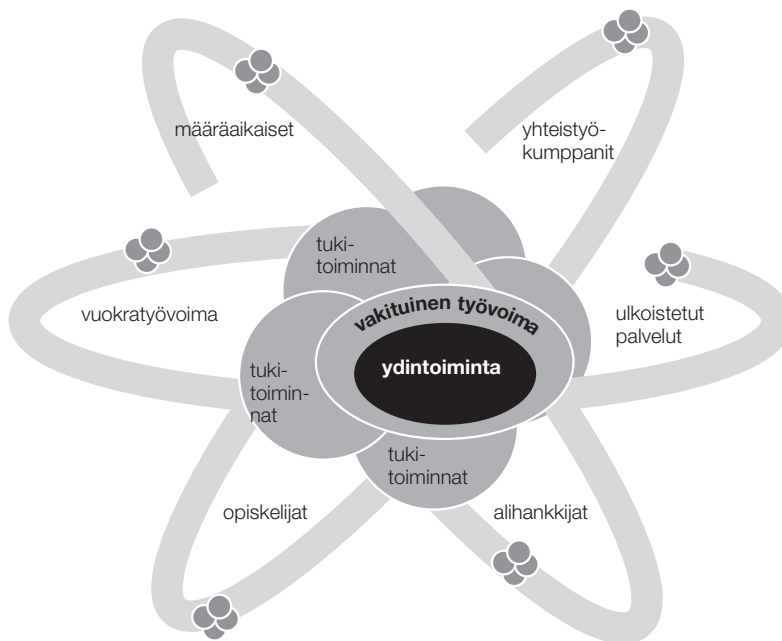 määräaikaiset
yhteistyö-
kumppanit
tuki-
toiminnat
vuokratyövoima
vakituinen työvoima
ulkoistetut
palvelut
ydintoiminta
tuki-
toimin-
nat
tuki-
toiminnat
opiskelijat
alihankkijat